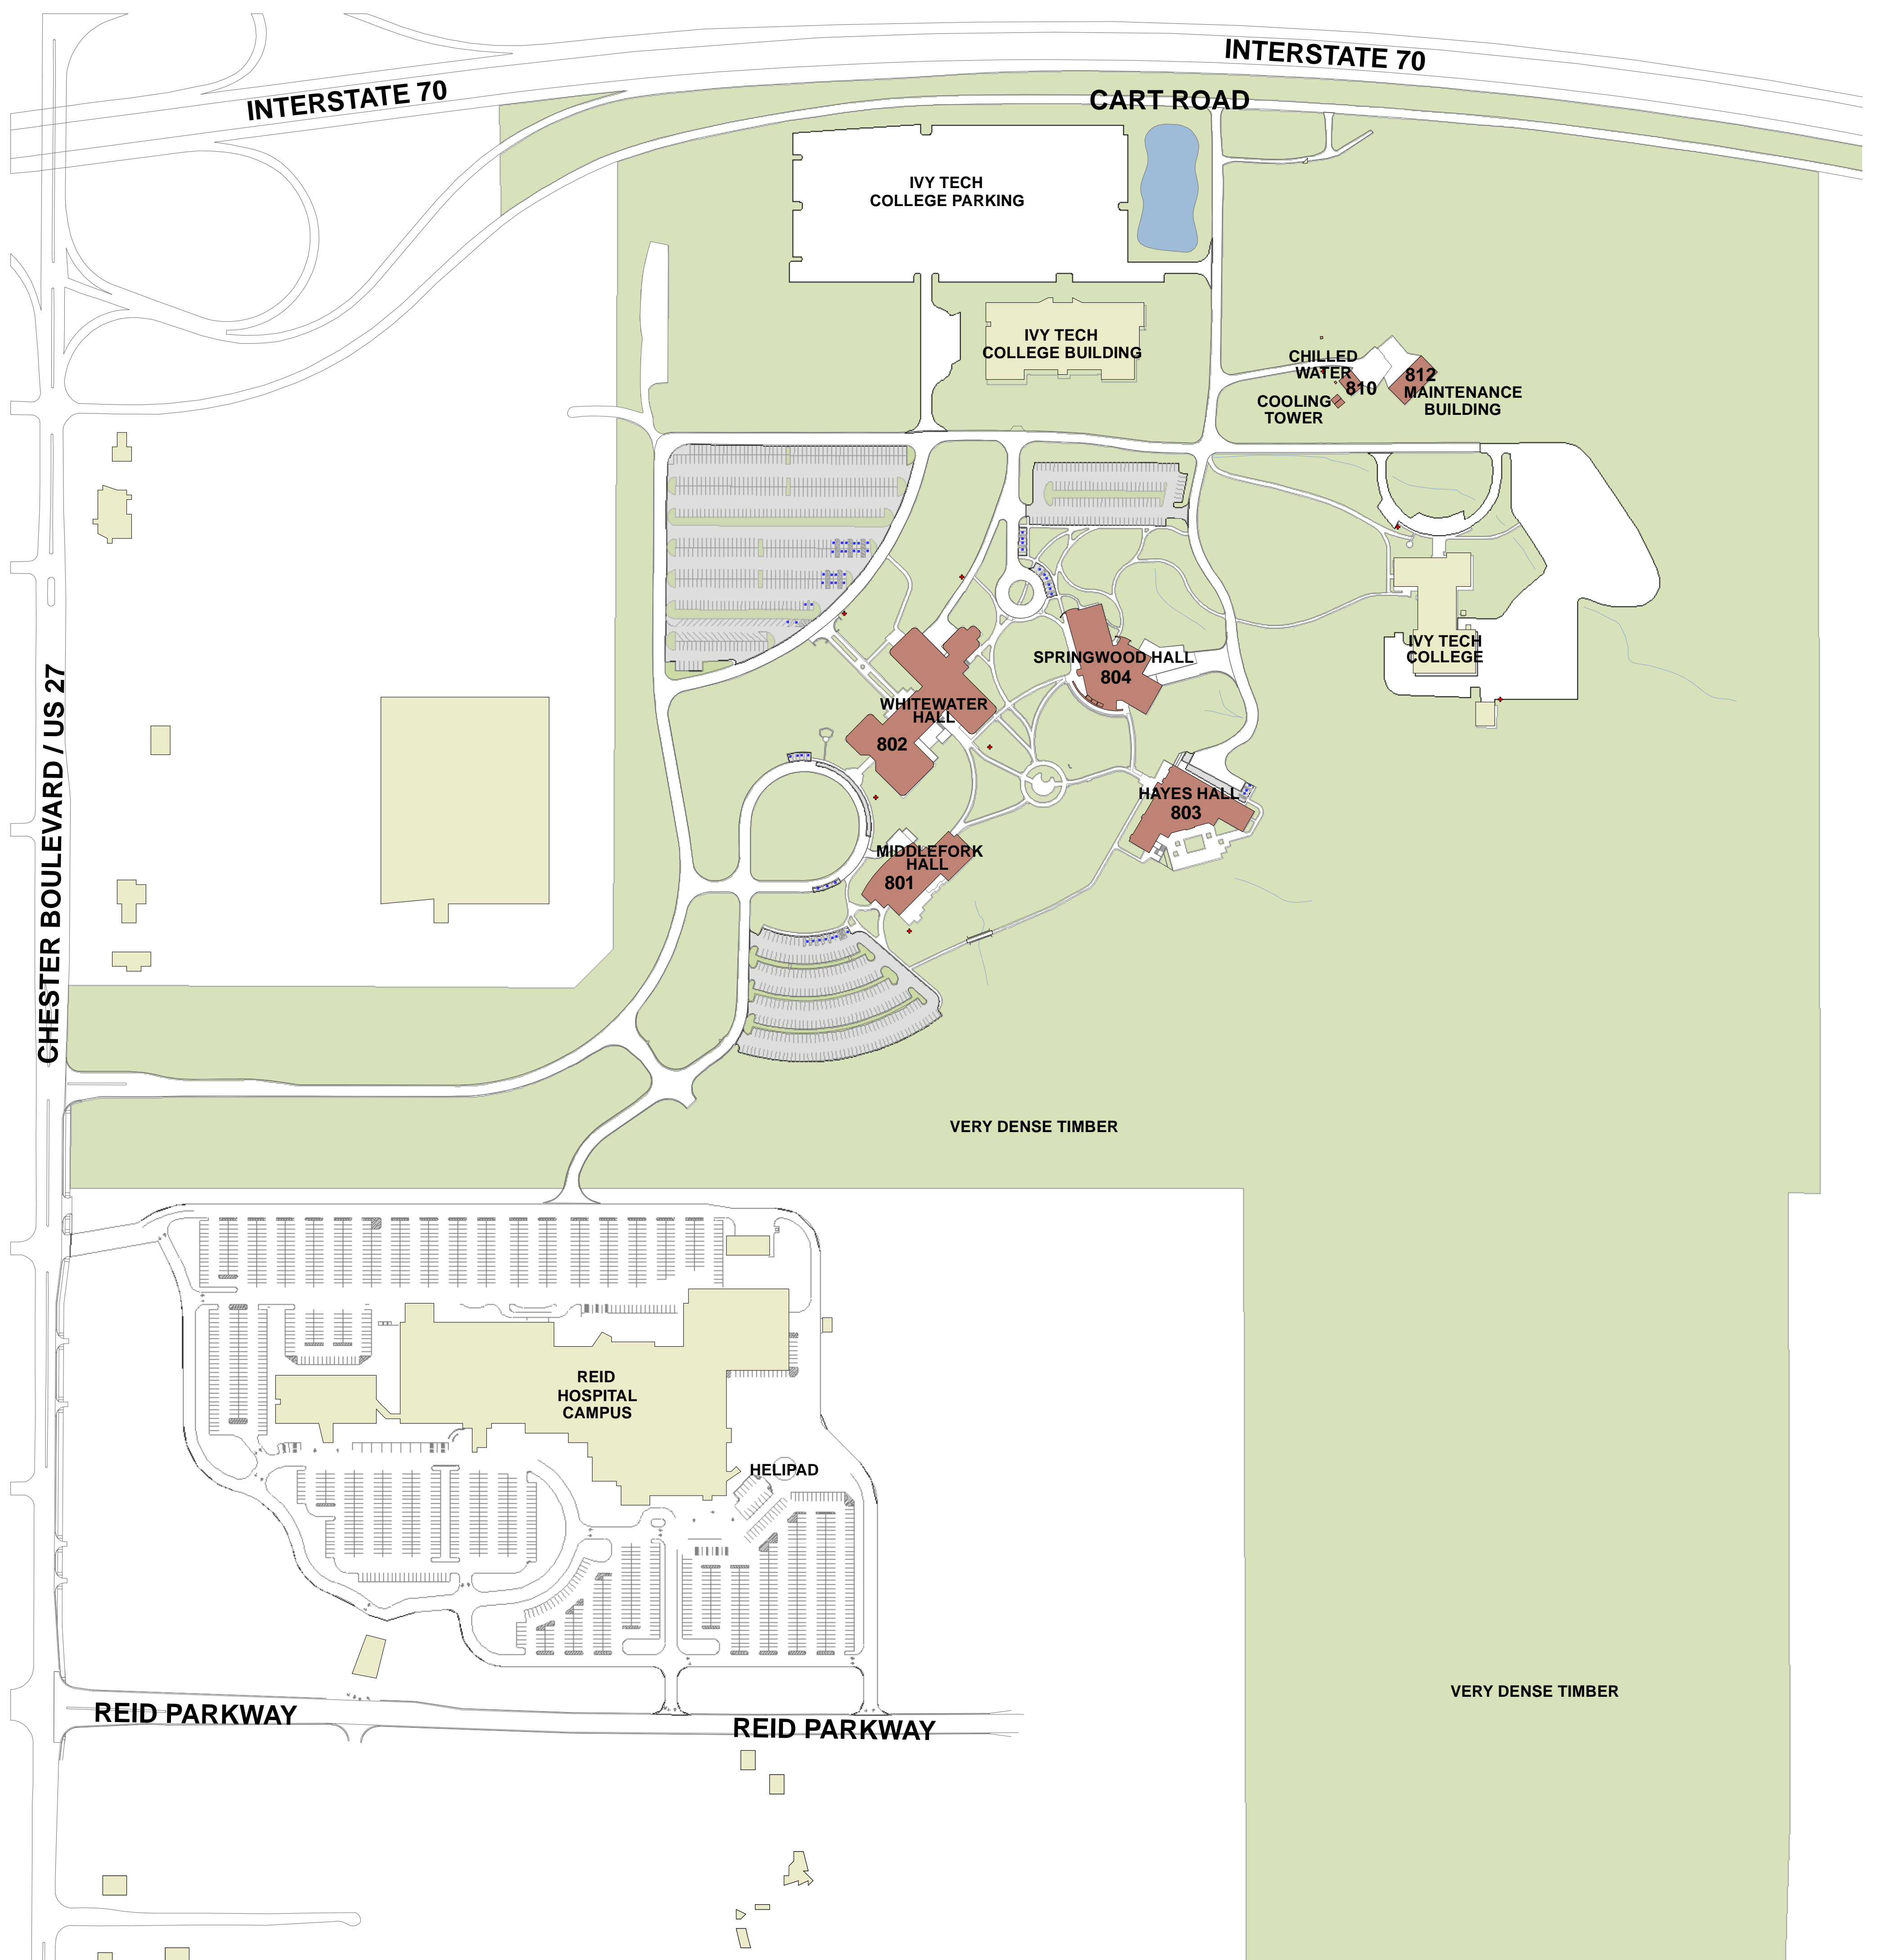 INTERSTATE 70
INTERSTATE 70
CART ROAD
IVY TECH
COLLEGE PARKING
IVY TECH
COLLEGE BUILDING
CHILLED
WATER
810
812
MAINTENANCE
BUILDING
COOLING
TOWER
IVY TECH
COLLEGE
SPRINGWOOD HALL
804
WHITEWATER
HALL
802
HAYES HALL
803
MIDDLEFORK
HALL
801
CHESTER BOULEVARD / US 27
VERY DENSE TIMBER
REID
HOSPITAL
CAMPUS
HELIPAD
VERY DENSE TIMBER
REID PARKWAY
REID PARKWAY